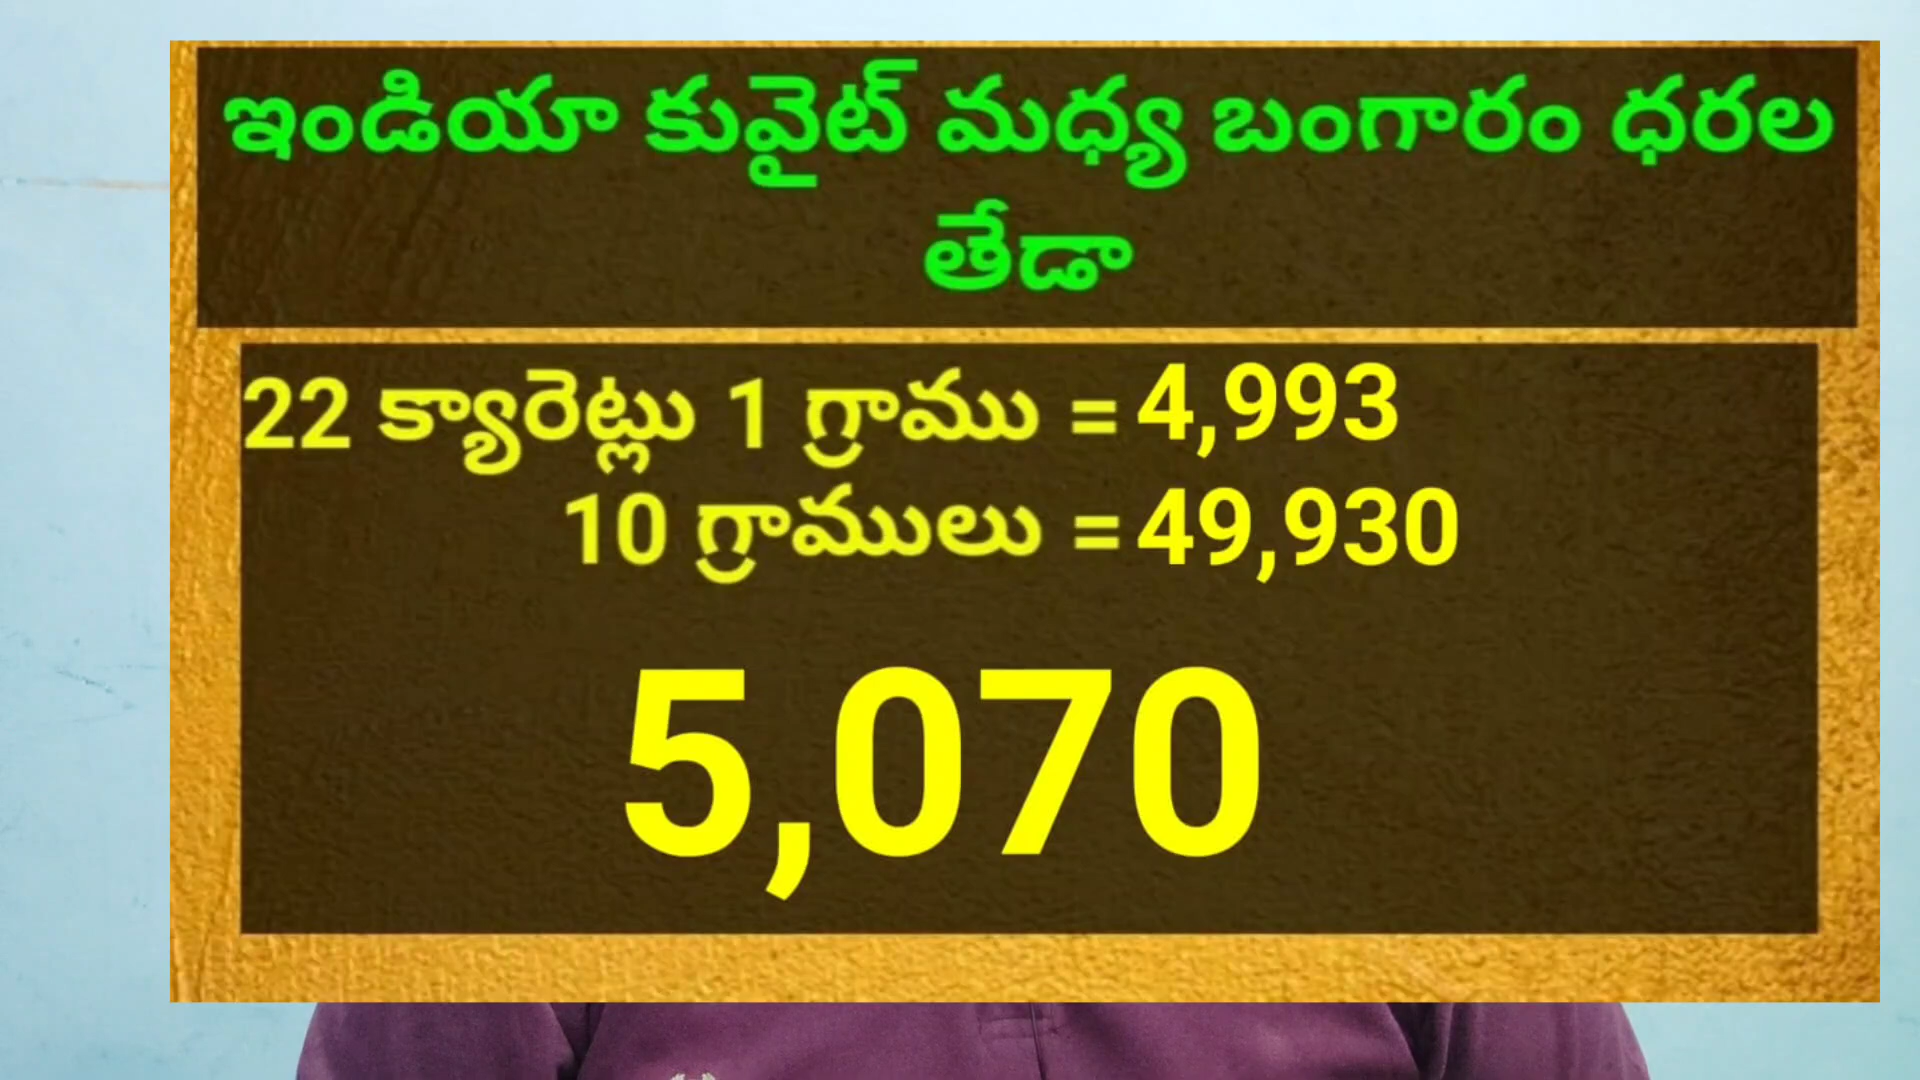 ఇండియా కువైట్ మధ్య బంగారం ధరల
తేడా
22 క్యారెట్లు 1 గ్రాము = 4,993
10 గ్రాములు = 49,930
5,070